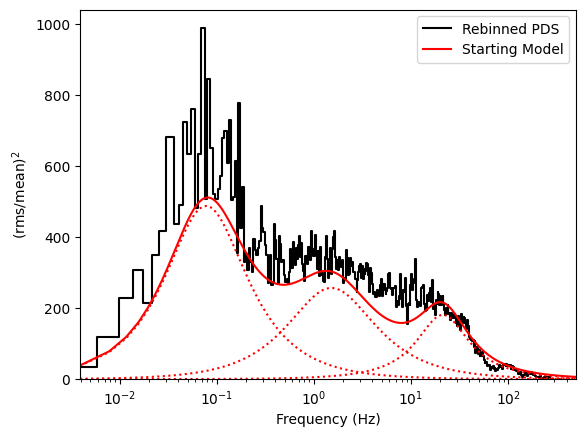 1000
800
600
400
200
0
(rms/mean)²
Rebinned PDS
Starting Model
10⁻² 10⁻¹ 10⁰ 10¹ 10²
Frequency (Hz)